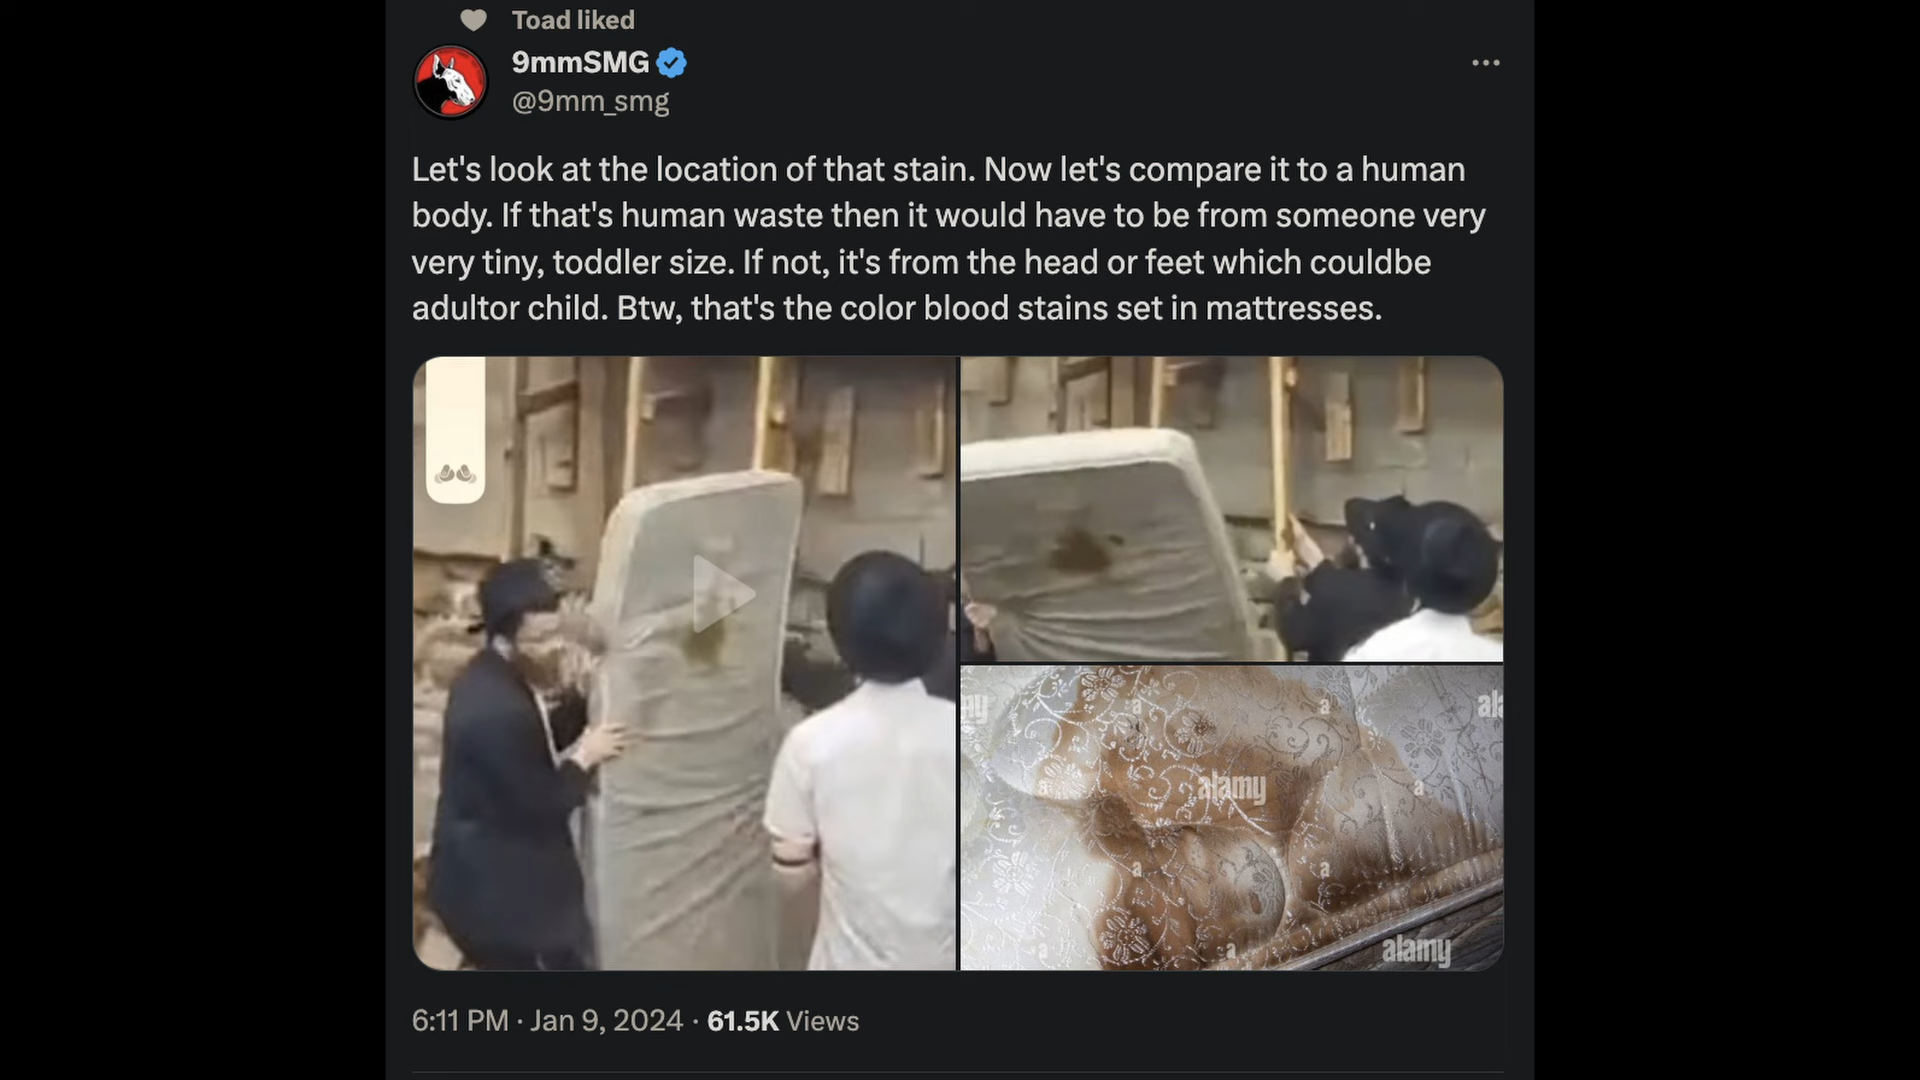 Toad liked
9mmSMG
@9mm_smg
Let's look at the location of that stain. Now let's compare it to a human
body. If that's human waste then it would have to be from someone very
very tiny, toddler size. If not, it's from the head or feet which couldbe
adultor child. Btw, that's the color blood stains set in mattresses.
my
a
a
al
a
alamy
a
a
a
a
a
alamy
6:11 PM · Jan 9, 2024 · 61.5K Views